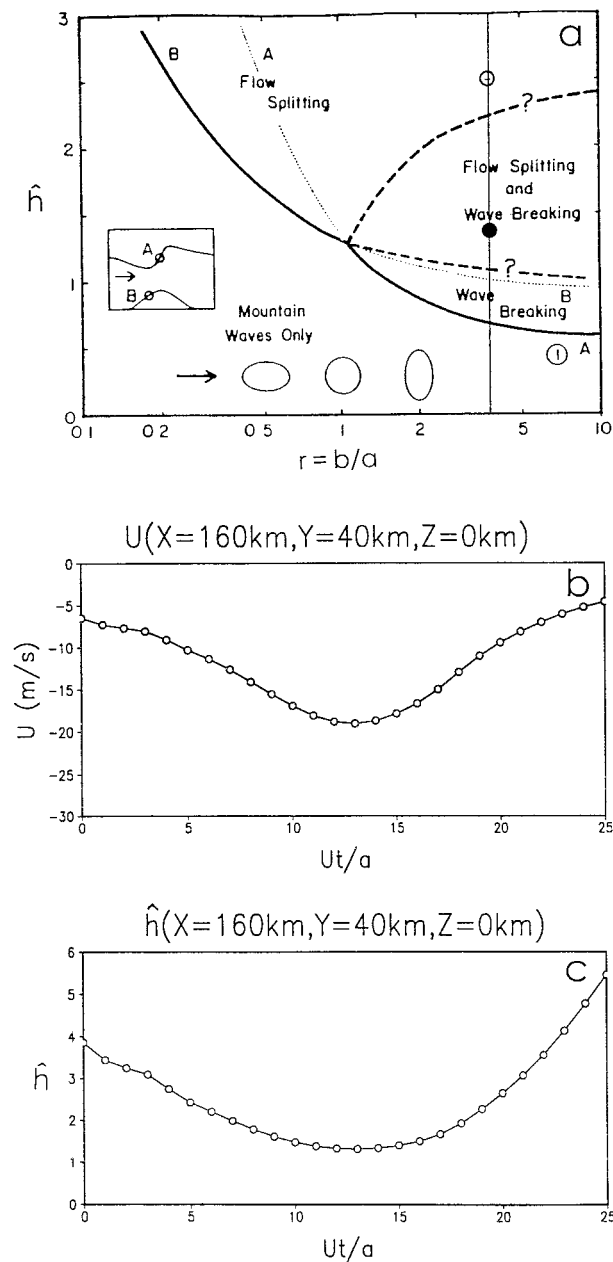 3
a
B
A
Flow
Splitting
?
2
ĥ
Flow Splitting
and
Wave Breaking
A
B
?
1
Mountain
Waves Only
Wave
Breaking
B
A
1
0
0 1 0 2 0 5 1 2 5 10
r = b/a
U(X=160km,Y=40km,Z=0km)
b
0
-5
-10
-15
-20
-25
-30
U (m/s)
0 5 10 15 20 25
Ut/a
ĥ(X=160km,Y=40km,Z=0km)
c
6
5
4
3
2
1
0
ĥ
0 5 10 15 20 25
Ut/a